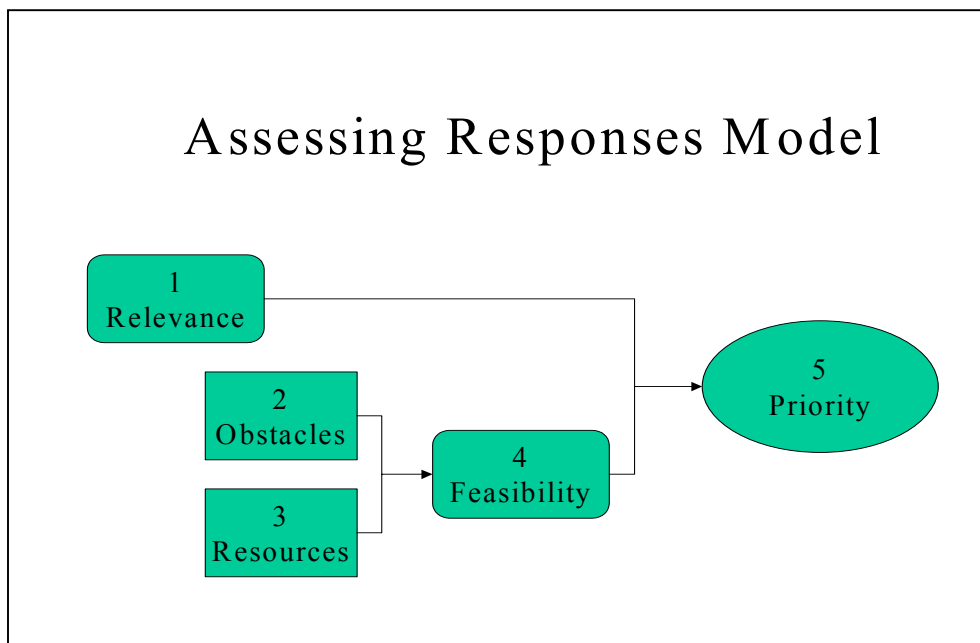 Assessing Responses Model
1
Relevance
2
Obstacles
3
Resources
4
Feasibility
5
Priority